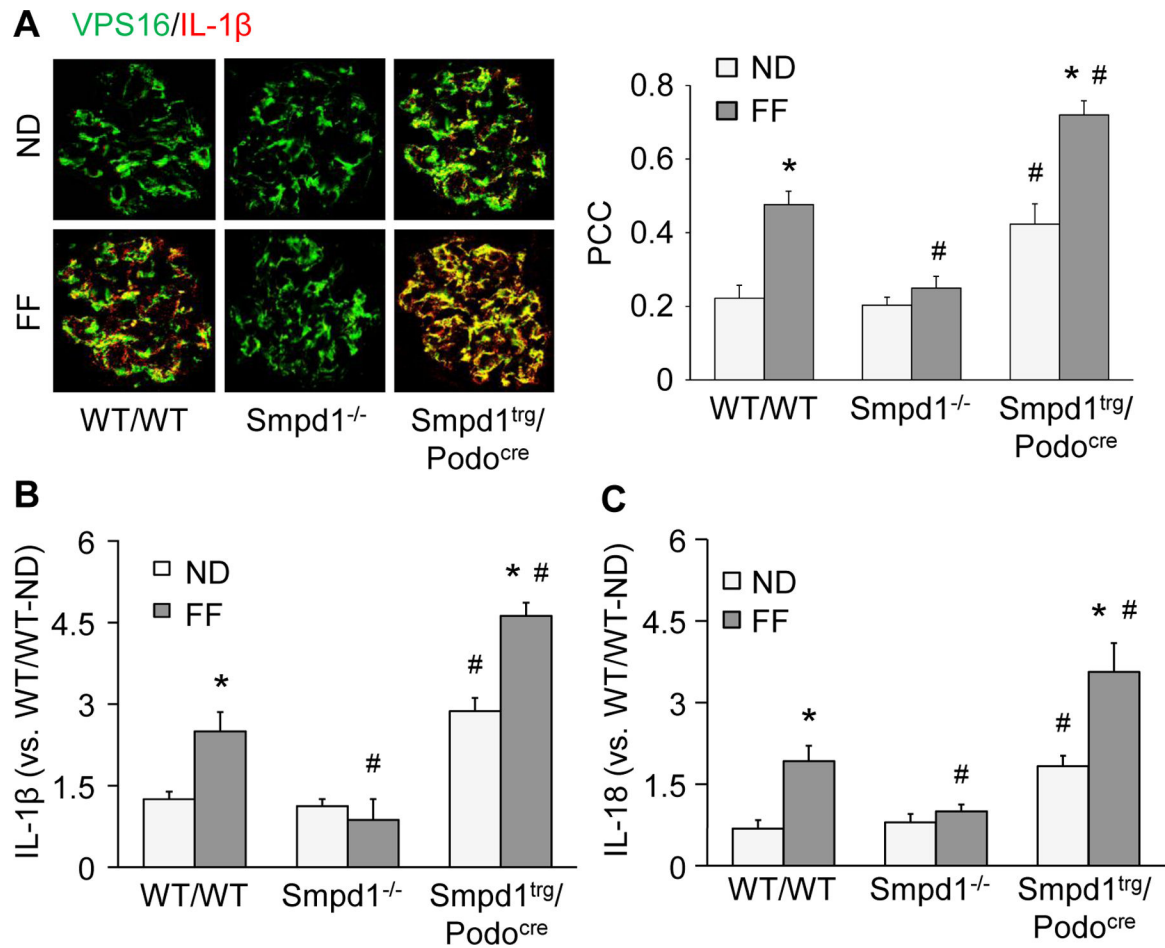 A
VPS16/IL-1β
ND
FF
WT/WT
Smpd1-/-
Smpd1trg/
Podocre
PCC
0.8
0.6
0.4
0.2
0
ND
FF
*
#
#
* #
WT/WT
Smpd1-/-
Smpd1trg/
Podocre
B
IL-1β (vs. WT/WT-ND)
6
4.5
3
1.5
0
ND
FF
*
#
#
* #
WT/WT
Smpd1-/-
Smpd1trg/
Podocre
C
IL-18 (vs. WT/WT-ND)
6
4.5
3
1.5
0
ND
FF
*
#
#
* #
WT/WT
Smpd1-/-
Smpd1trg/
Podocre